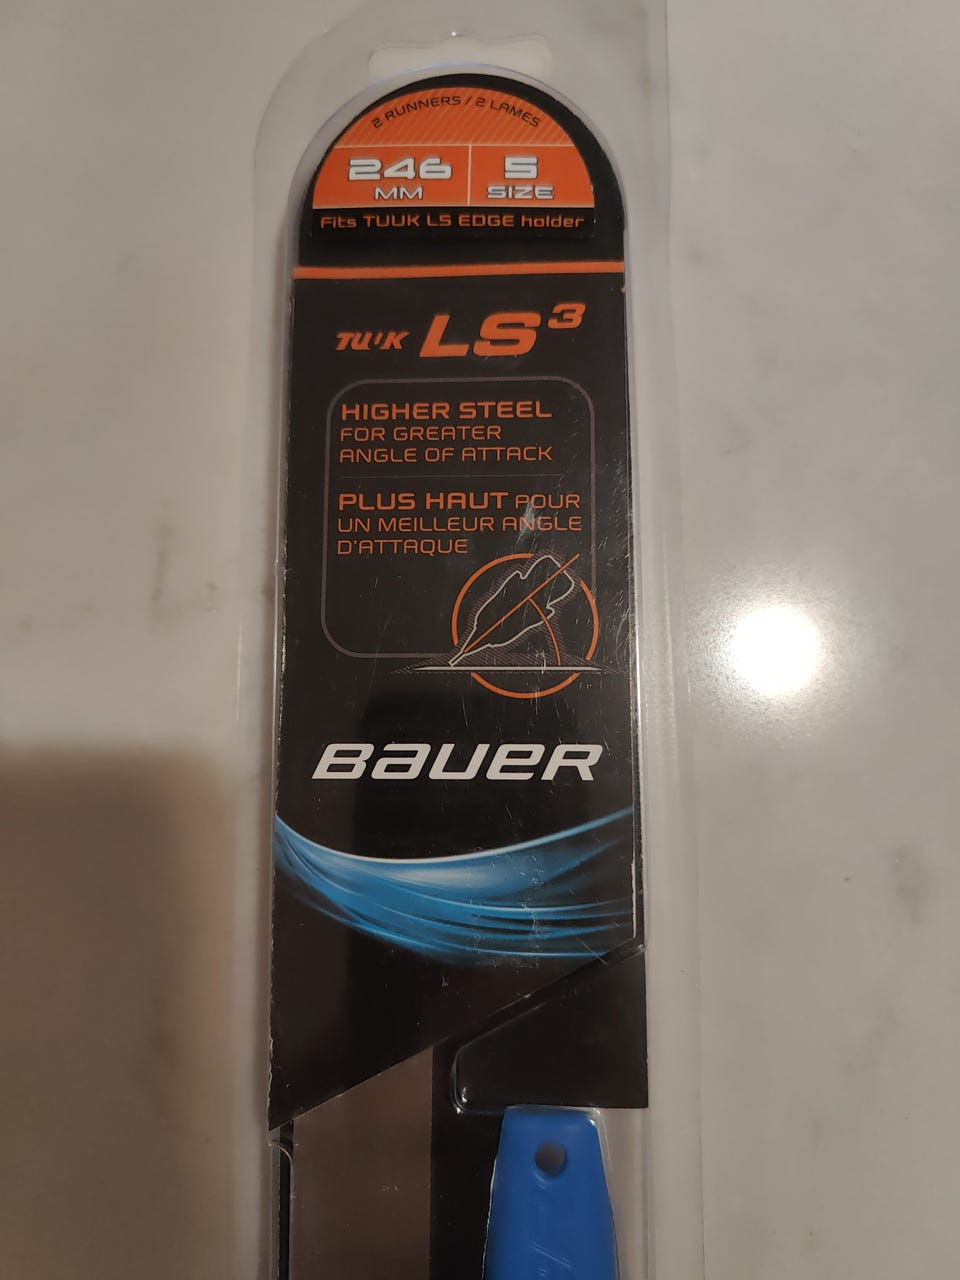 2 RUNNERS / 2 LAMES
246 MM
5 SIZE
Fits TUUK LS EDGE holder
TUUK LS³
HIGHER STEEL
FOR GREATER
ANGLE OF ATTACK
PLUS HAUT POUR
UN MEILLEUR ANGLE
D'ATTAQUE
BAUER